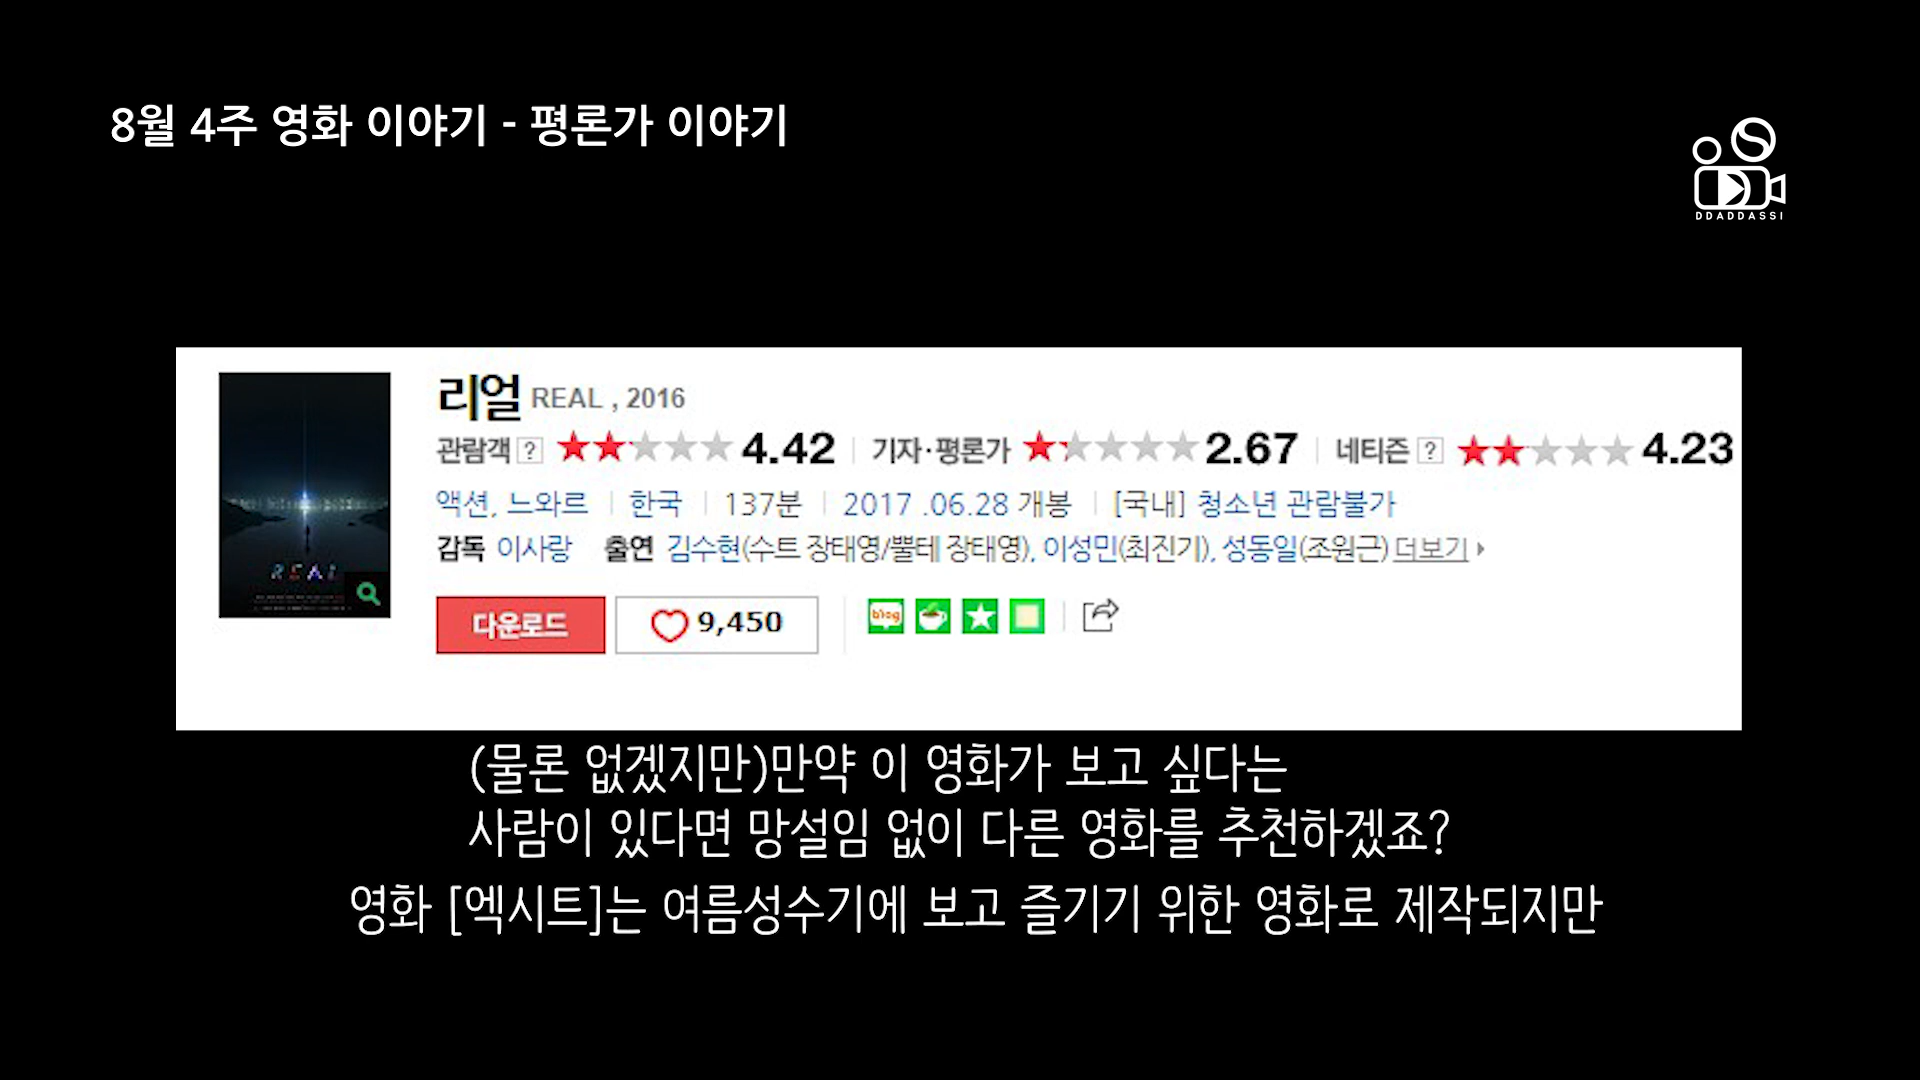 8월 4주 영화 이야기 - 평론가 이야기
S
D
DDADDASSI
리얼 REAL , 2016
관람객 ? 4.42 기자·평론가 2.67 네티즌 ? 4.23
액션, 느와르 한국 137분 2017 .06.28 개봉 [국내] 청소년 관람불가
감독 이사랑 출연 김수현(수트 장태영/뿔테 장태영), 이성민(최진기), 성동일(조원근) 더보기
REAL
다운로드 9,450 blog
(물론 없겠지만)만약 이 영화가 보고 싶다는
사람이 있다면 망설임 없이 다른 영화를 추천하겠죠?
영화 [엑시트]는 여름성수기에 보고 즐기기 위한 영화로 제작되지만